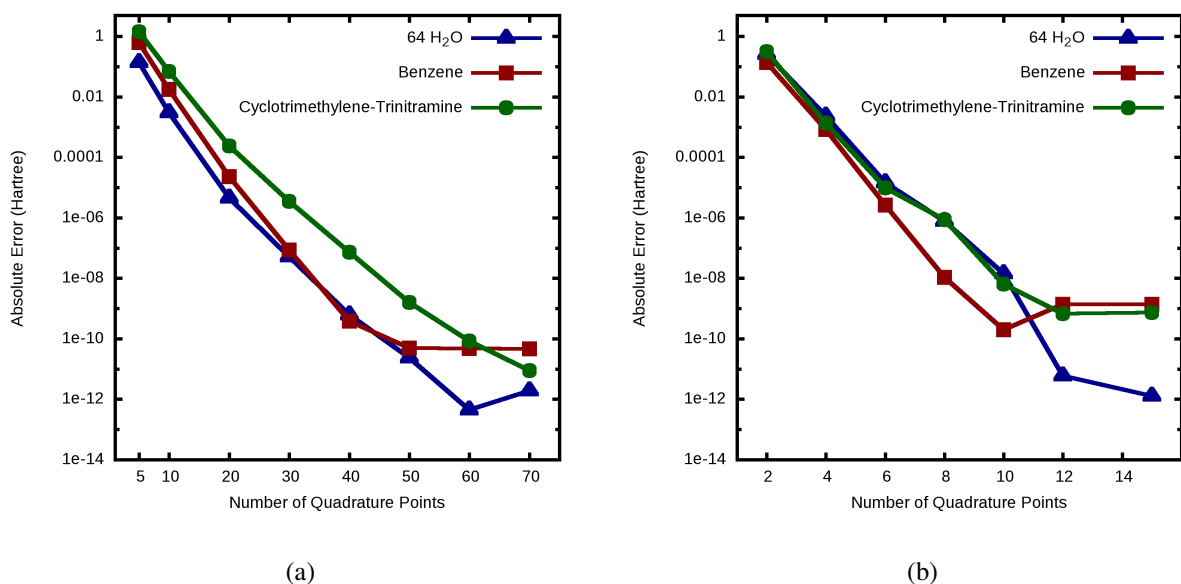 1
0.01
0.0001
1e-06
1e-08
1e-10
1e-12
1e-14
5 10 20 30 40 50 60 70
Absolute Error (Hartree)
Number of Quadrature Points
64 H2O
Benzene
Cyclotrimethylene-Trinitramine
(a)
1
0.01
0.0001
1e-06
1e-08
1e-10
1e-12
1e-14
2 4 6 8 10 12 14
Absolute Error (Hartree)
Number of Quadrature Points
64 H2O
Benzene
Cyclotrimethylene-Trinitramine
(b)